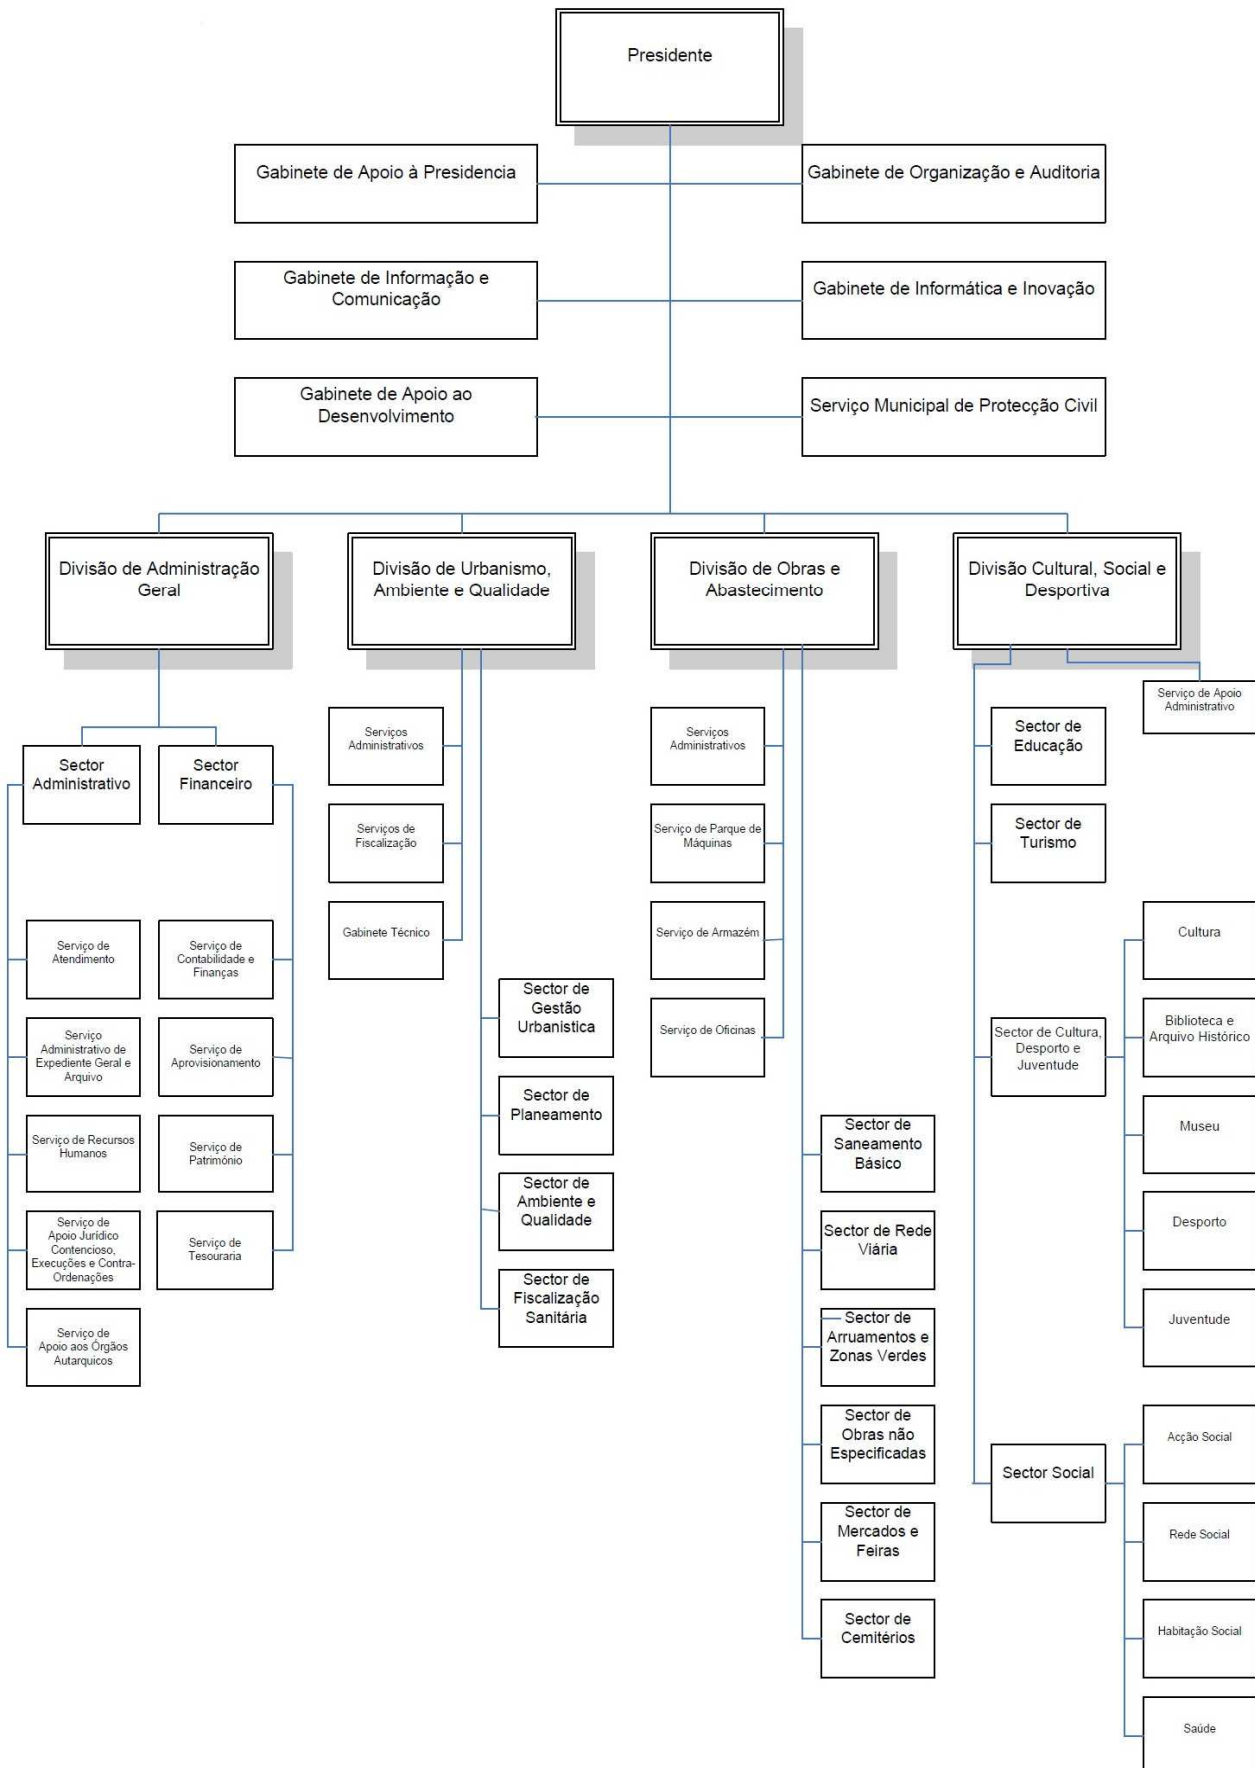 Presidente
Gabinete de Apoio à Presidencia
Gabinete de Organização e Auditoria
Gabinete de Informação e
Comunicação
Gabinete de Informática e Inovação
Gabinete de Apoio ao
Desenvolvimento
Serviço Municipal de Protecção Civil
Divisão de Administração
Geral
Divisão de Urbanismo,
Ambiente e Qualidade
Divisão de Obras e
Abastecimento
Divisão Cultural, Social e
Desportiva
Sector
Administrativo
Sector
Financeiro
Serviço de
Atendimento
Serviço
Administrativo de
Expediente Geral e
Arquivo
Serviço de Recursos
Humanos
Serviço de
Apoio Jurídico
Contencioso,
Execuções e Contra-
Ordenações
Serviço de
Apoio aos Órgãos
Autarquicos
Serviço de
Contabilidade e
Finanças
Serviço de
Aprovisionamento
Serviço de
Património
Serviço de
Tesouraria
Serviços
Administrativos
Serviços de
Fiscalização
Gabinete Técnico
Sector de
Gestão
Urbanistica
Sector de
Planeamento
Sector de
Ambiente e
Qualidade
Sector de
Fiscalização
Sanitária
Serviços
Administrativos
Serviço de Parque de
Máquinas
Serviço de Armazém
Serviço de Oficinas
Sector de
Saneamento
Básico
Sector de Rede
Viária
Sector de
Arruamentos e
Zonas Verdes
Sector de
Obras não
Especificadas
Sector de
Mercados e
Feiras
Sector de
Cemitérios
Serviço de Apoio
Administrativo
Sector de
Educação
Sector de
Turismo
Sector de Cultura,
Desporto e
Juventude
Cultura
Biblioteca e
Arquivo Histórico
Museu
Desporto
Juventude
Sector Social
Acção Social
Rede Social
Habitação Social
Saúde